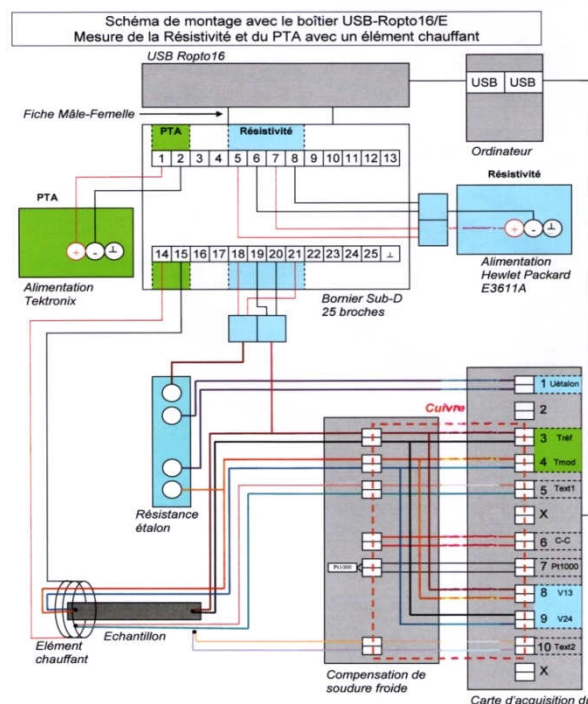 Schéma de montage avec le boîtier USB-Ropto16/E
Mesure de la Résistivité et du PTA avec un élément chauffant
USB Ropto16
USB USB
Fiche Mâle-Femelle
Ordinateur
PTA
Résistivité
1 2 3 4 5 6 7 8 9 10 11 12 13
PTA
Résistivité
+ - ⊥
+ - ⊥
Alimentation
Tektronix
Alimentation
Hewlet Packard
E3611A
14 15 16 17 18 19 20 21 22 23 24 25 ⊥
Bornier Sub-D
25 broches
Cuivre
1 Uétalon
2
3 Tréf
4 Tmod
5 Text1
X
6 C-C
7 Pt1000
8 V13
9 V24
10 Text2
X
Pt1000
Résistance
étalon
Echantillon
Elément
chauffant
Compensation de
soudure froide
Carte d'acquisition